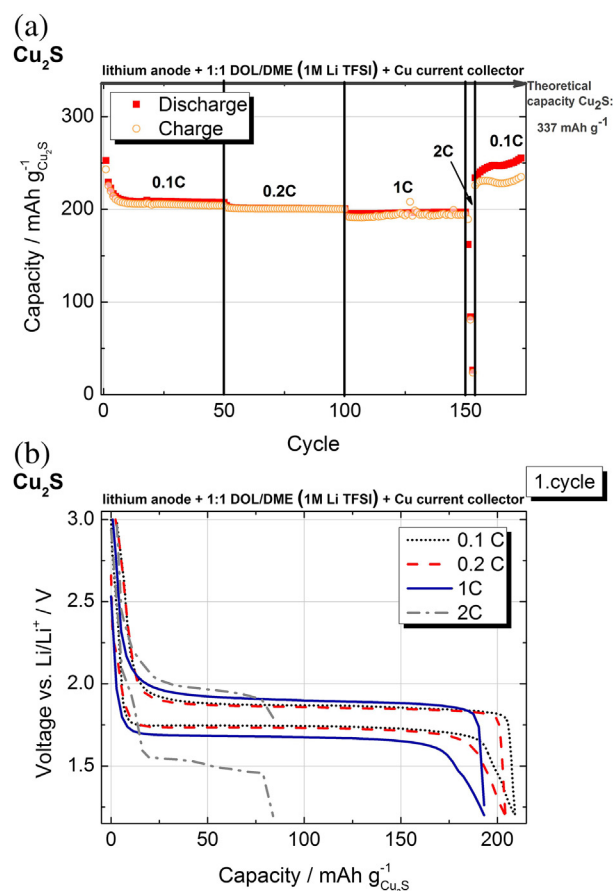 (a)
Cu2S
lithium anode + 1:1 DOL/DME (1M Li TFSI) + Cu current collector
Theoretical
capacity Cu2S:
337 mAh g-1
Discharge
Charge
0.1C
0.2C
1C
2C
0.1C
300
200
100
0
Capacity / mAh g-1 Cu2S
0 50 100 150
Cycle
(b)
Cu2S
lithium anode + 1:1 DOL/DME (1M Li TFSI) + Cu current collector
1.cycle
0.1 C
0.2 C
1C
2C
3.0
2.5
2.0
1.5
Voltage vs. Li/Li+ / V
0 50 100 150 200
Capacity / mAh g-1 Cu2S